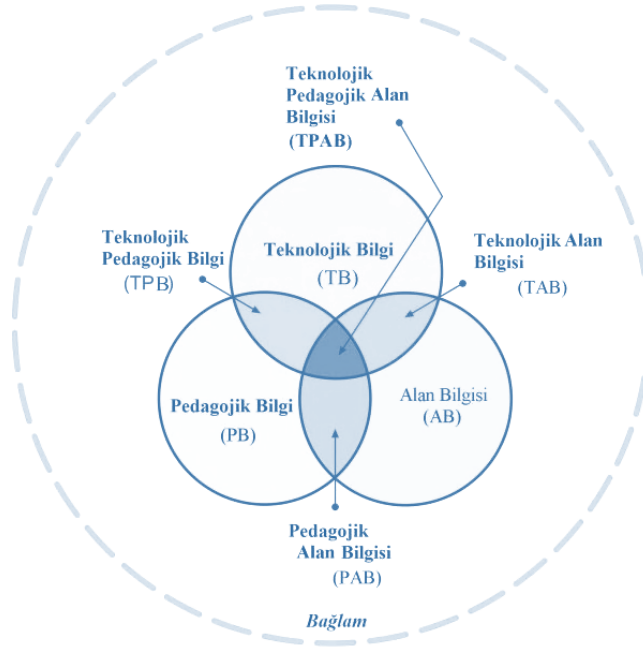 Teknolojik
Pedagojik Alan
Bilgisi
(TPAB)
Teknolojik
Pedagojik Bilgi
(TPB)
Teknolojik Bilgi
(TB)
Teknolojik Alan
Bilgisi
(TAB)
Pedagojik Bilgi
(PB)
Alan Bilgisi
(AB)
Pedagojik
Alan Bilgisi
(PAB)
Bağlam